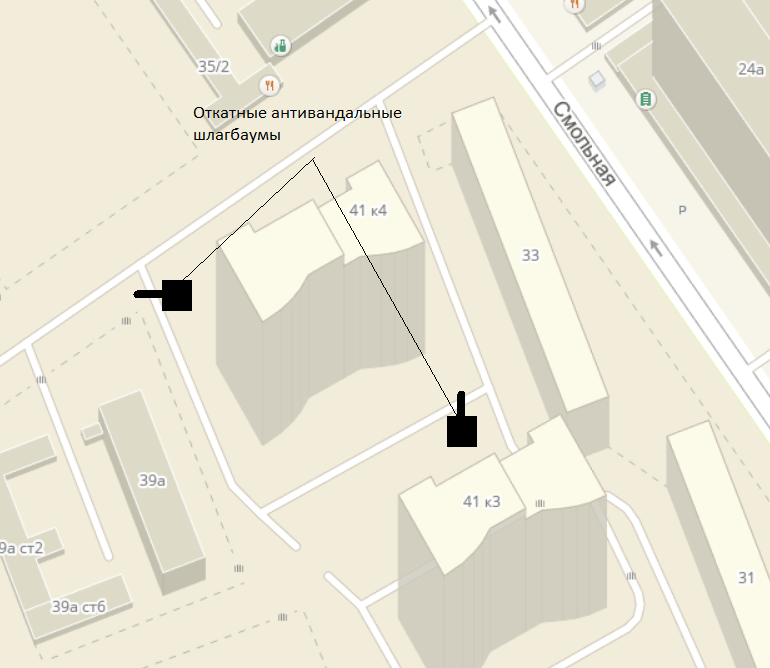 35/2
24а
Откатные антивандальные
шлагбаумы
Смольная
41 к4
Р
33
39а
41 к3
9а ст2
31
39а ст6